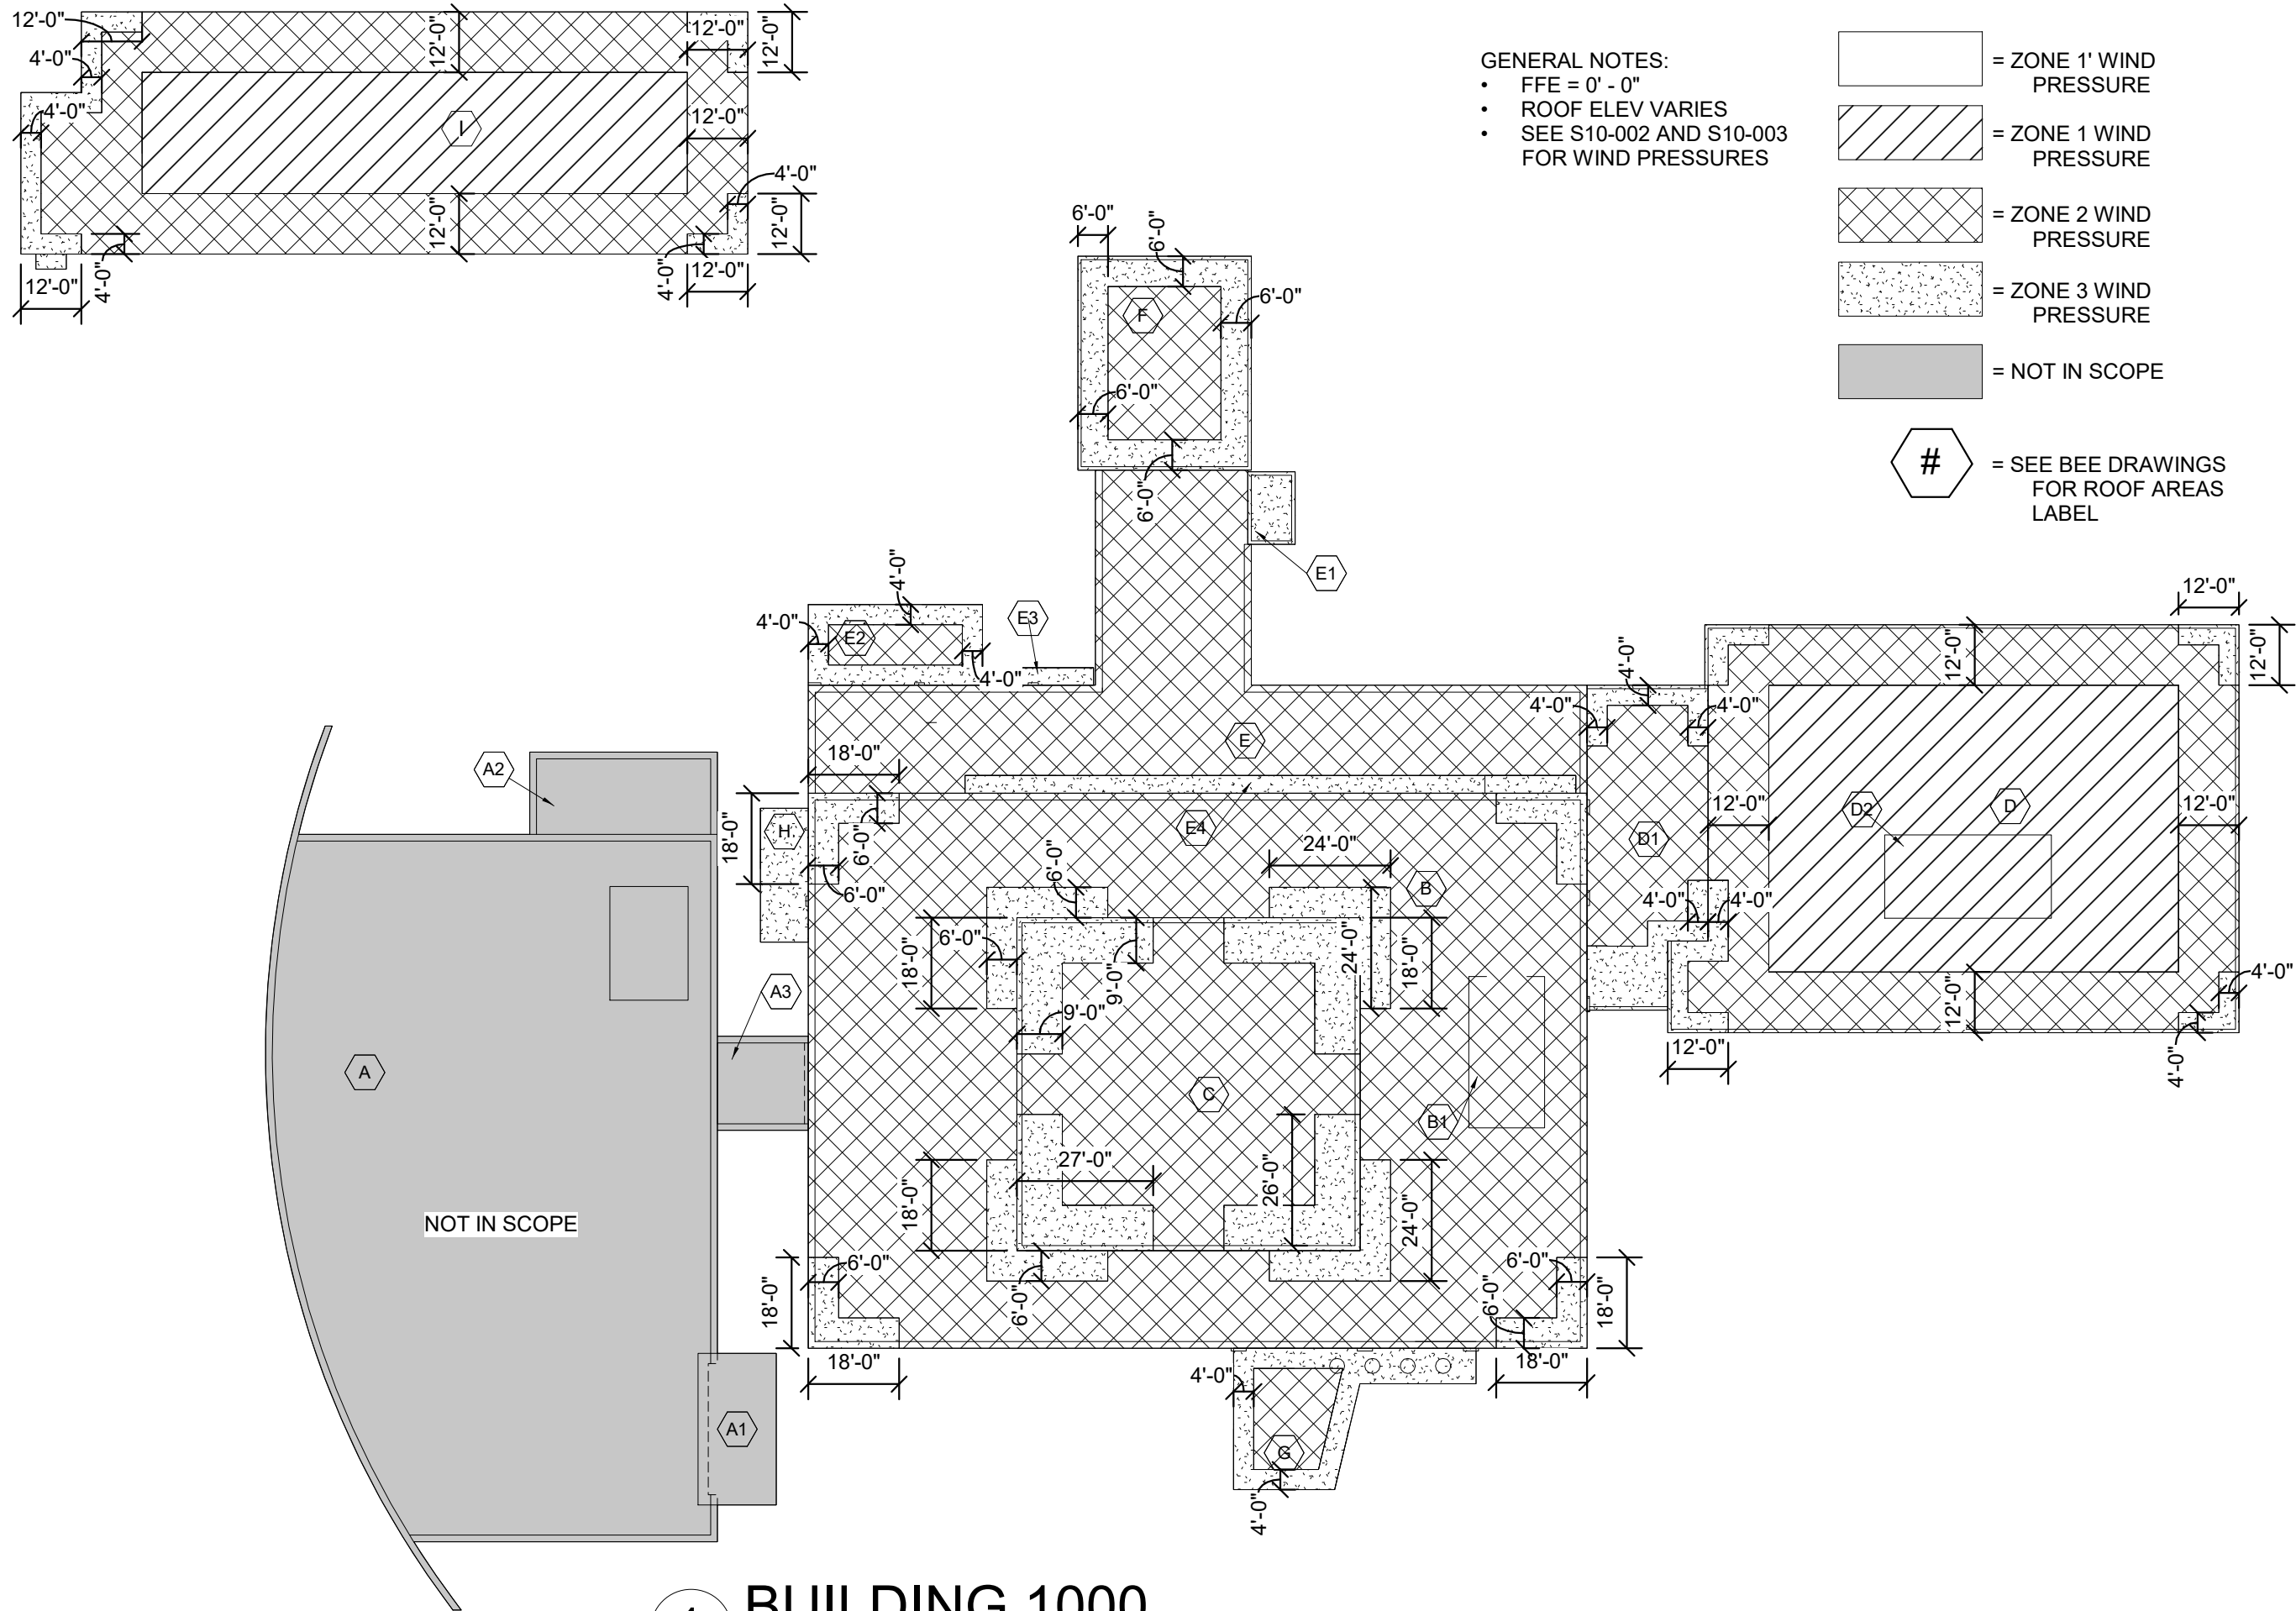 12'-0"
12'-0"
12'-0"
12'-0"
4'-0"
4'-0"
12'-0"
I
4'-0"
12'-0"
12'-0"
4'-0"
4'-0"
12'-0"
12'-0"
GENERAL NOTES:
• FFE = 0' - 0"
• ROOF ELEV VARIES
• SEE S10-002 AND S10-003
FOR WIND PRESSURES
= ZONE 1' WIND
PRESSURE
= ZONE 1 WIND
PRESSURE
= ZONE 2 WIND
PRESSURE
= ZONE 3 WIND
PRESSURE
= NOT IN SCOPE
#
= SEE BEE DRAWINGS
FOR ROOF AREAS
LABEL
6'-0"
6'-0"
6'-0"
F
6'-0"
6'-0"
E1
4'-0"
4'-0"
E2
E3
4'-0"
12'-0"
12'-0"
12'-0"
4'-0"
4'-0"
4'-0"
E
18'-0"
A2
H
18'-0"
6'-0"
6'-0"
E4
24'-0"
6'-0"
B
D1
12'-0"
D2
D
12'-0"
4'-0"
4'-0"
18'-0"
6'-0"
9'-0"
9'-0"
24'-0"
18'-0"
A3
12'-0"
4'-0"
4'-0"
12'-0"
A
C
B1
27'-0"
26'-0"
18'-0"
24'-0"
NOT IN SCOPE
6'-0"
6'-0"
6'-0"
6'-0"
18'-0"
18'-0"
18'-0"
18'-0"
4'-0"
A1
G
4'-0"
1
BUILDING 1000